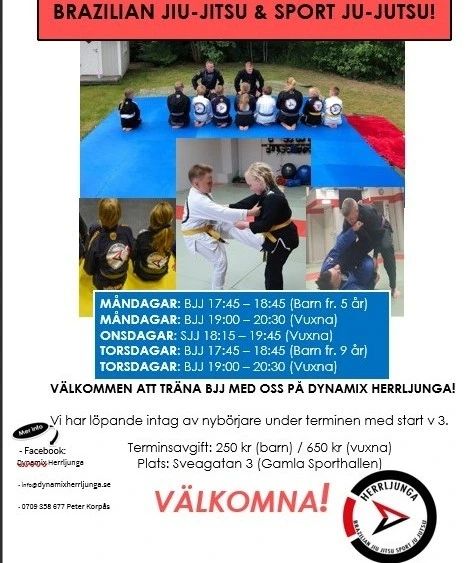 BRAZILIAN JIU-JITSU & SPORT JU-JUTSU!
MÅNDAGAR: BJJ 17:45 – 18:45 (Barn fr. 5 år)
MÅNDAGAR: BJJ 19:00 – 20:30 (Vuxna)
ONSDAGAR: SJJ 18:15 – 19:45 (Vuxna)
TORSDAGAR: BJJ 17:45 – 18:45 (Barn fr. 9 år)
TORSDAGAR: BJJ 19:00 – 20:30 (Vuxna)
VÄLKOMMEN ATT TRÄNA BJJ MED OSS PÅ DYNAMIX HERRLJUNGA!
Vi har löpande intag av nybörjare under terminen med start v 3.
Mer info
- Facebook:
Dynamix Herrljunga
- info@dynamixherrljunga.se
- 0709 358 677 Peter Korpås
Terminsavgift: 250 kr (barn) / 650 kr (vuxna)
Plats: Sveagatan 3 (Gamla Sporthallen)
VÄLKOMNA!
HERRLJUNGA
BRAZILIAN JIU JITSU SPORT JU JUTSU